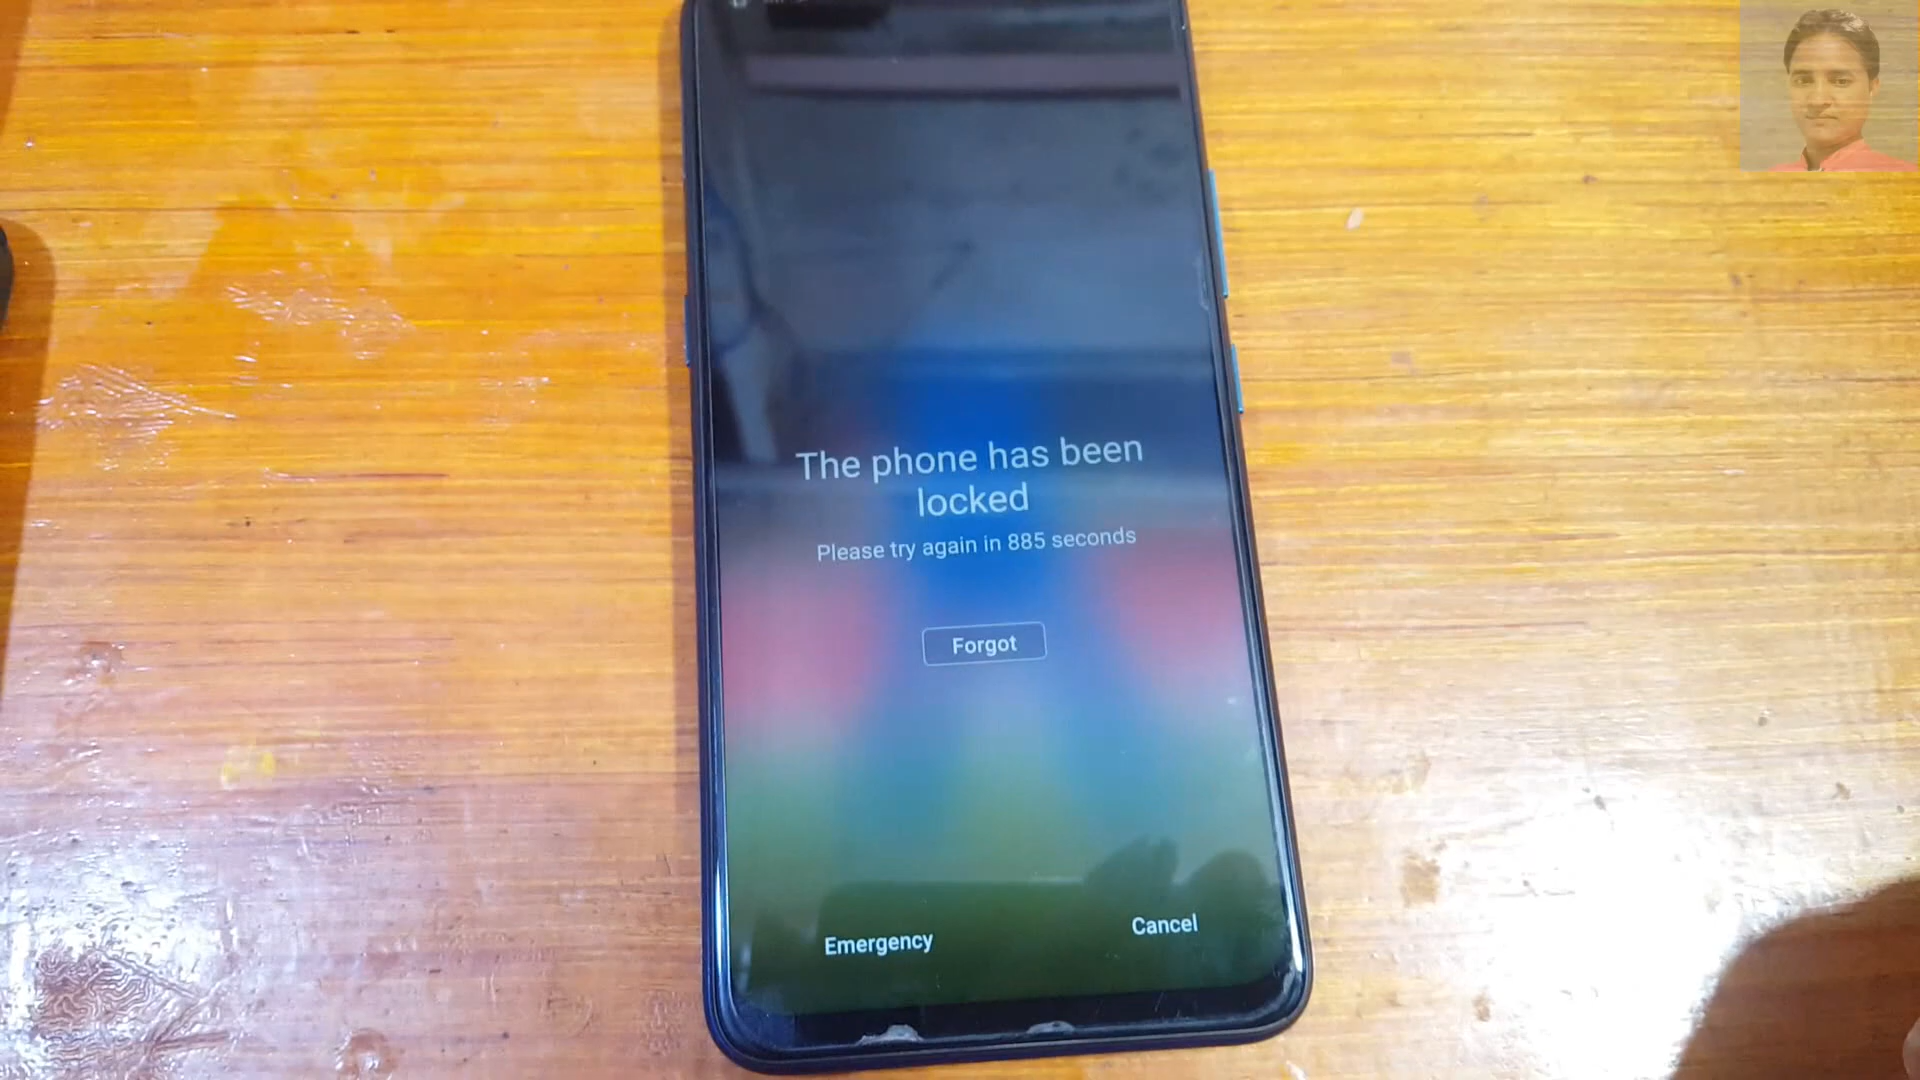 The phone has been
locked
Please try again in 885 seconds
Forgot
Emergency
Cancel